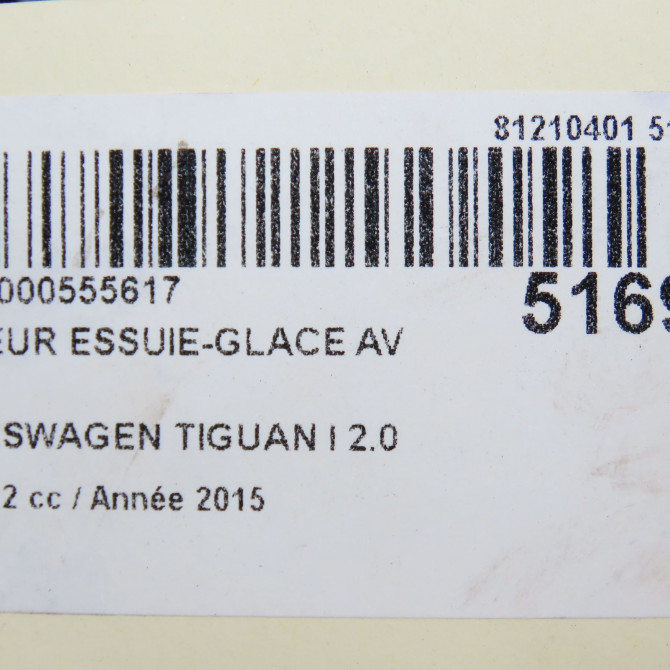 81210401 51
000555617
5169
EUR ESSUIE-GLACE AV
SWAGEN TIGUAN I 2.0
2 cc / Année 2015